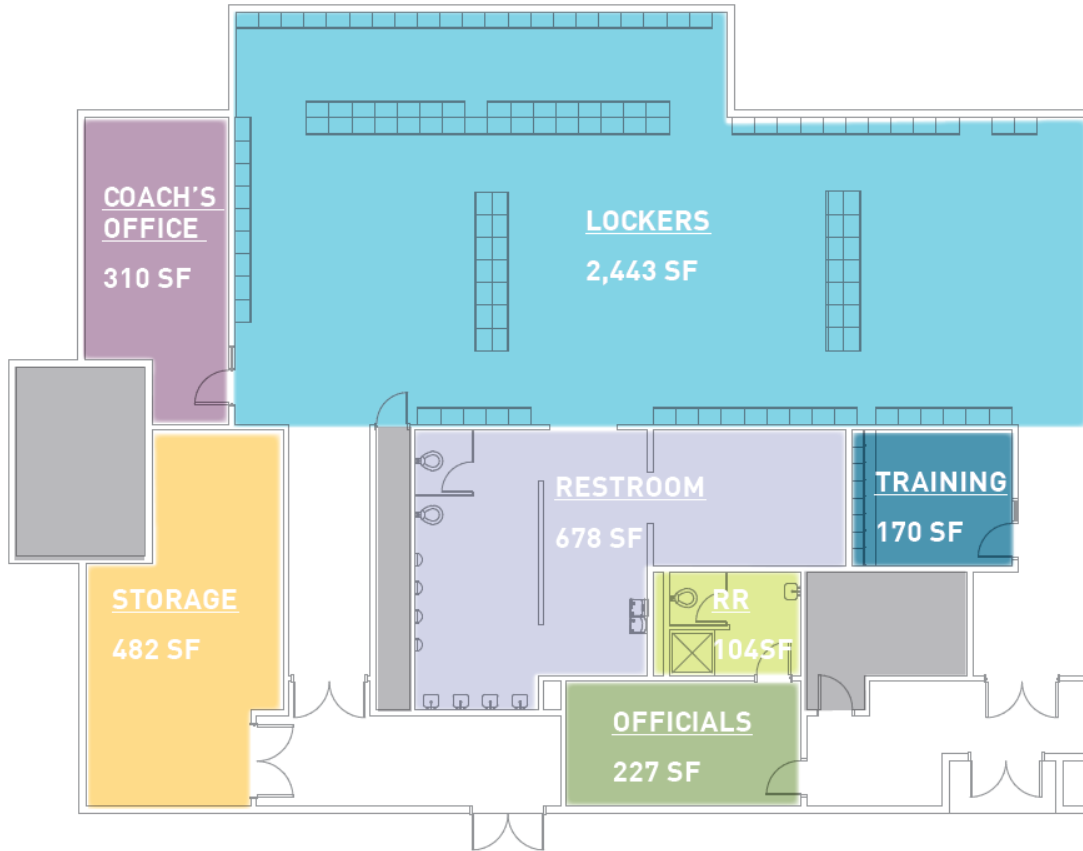 COACH'S
OFFICE
310 SF
LOCKERS
2,443 SF
RESTROOM
678 SF
TRAINING
170 SF
STORAGE
482 SF
RR
104SF
OFFICIALS
227 SF